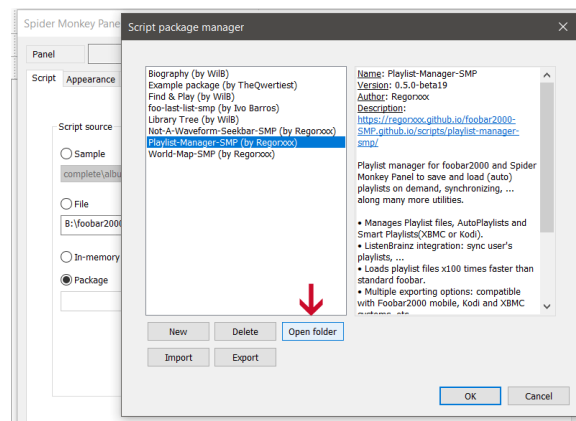 Spider Monkey Pane
Script package manager
Panel
Script Appearance
Script source
Sample
complete\albu
File
B:\foobar2000
In-memory
Package
Biography (by WilB)
Example package (by TheQwertiest)
Find & Play (by WilB)
foo-last-list-smp (by Ivo Barros)
Library Tree (by WilB)
Not-A-Waveform-Seekbar-SMP (by Regorxxx)
Playlist-Manager-SMP (by Regorxxx)
World-Map-SMP (by Regorxxx)
Name: Playlist-Manager-SMP
Version: 0.5.0-beta19
Author: Regorxxx
Description:
https://regorxxx.github.io/foobar2000-
SMP.github.io/scripts/playlist-manager-
smp/
Playlist manager for foobar2000 and Spider
Monkey Panel to save and load (auto)
playlists on demand, synchronizing, ...
along many more utilities.
• Manages Playlist files, AutoPlaylists and
Smart Playlists(XBMC or Kodi).
• ListenBrainz integration: sync user's
playlists, ...
• Loads playlist files x100 times faster than
standard foobar.
• Multiple exporting options: compatible
with Foobar2000 mobile, Kodi and XBMC
systems, etc.
New Delete Open folder
Import Export
OK Cancel